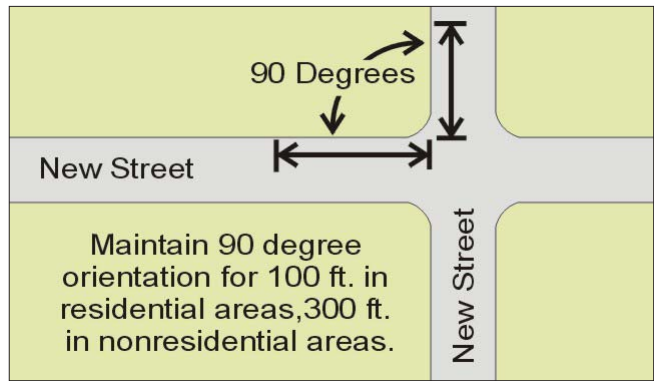 90 Degrees
New Street
Maintain 90 degree
orientation for 100 ft. in
residential areas,300 ft.
in nonresidential areas.
New Street